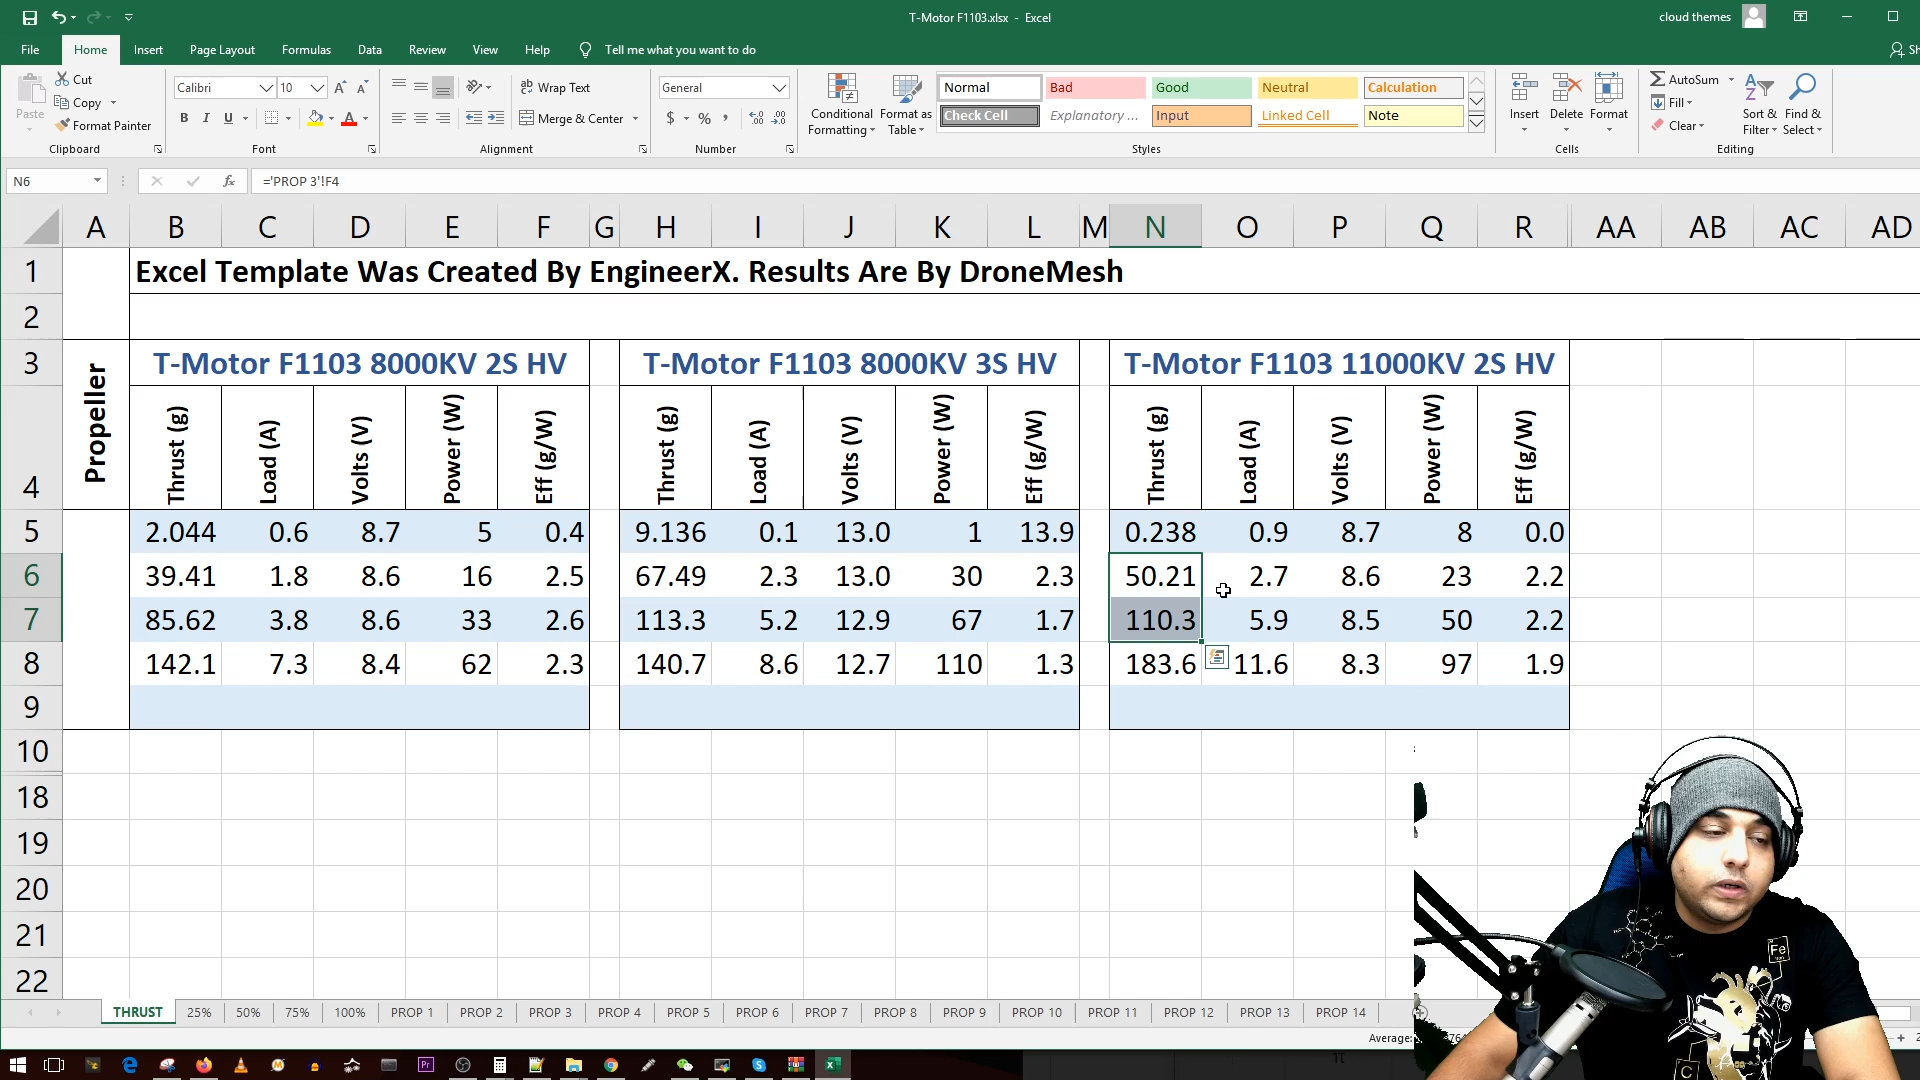 T-Motor F1103.xlsx - Excel
cloud themes
File Home Insert Page Layout Formulas Data Review View Help Tell me what you want to do
Cut
Copy
Format Painter
Paste
Clipboard
Calibri 10
B I U
Font
Wrap Text
Merge & Center
Alignment
General
$ % ,
Number
Conditional Formatting
Format as Table
Normal Bad Good Neutral Calculation
Check Cell Explanatory ... Input Linked Cell Note
Styles
Insert Delete Format
Cells
AutoSum
Fill
Clear
Sort & Filter
Find & Select
Editing
N6 fx ='PROP 3'!F4
A B C D E F G H I J K L M N O P Q R AA AB AC AD
1 Excel Template Was Created By EngineerX. Results Are By DroneMesh
2
3 T-Motor F1103 8000KV 2S HV T-Motor F1103 8000KV 3S HV T-Motor F1103 11000KV 2S HV
Propeller
4 Thrust (g) Load (A) Volts (V) Power (W) Eff (g/W) Thrust (g) Load (A) Volts (V) Power (W) Eff (g/W) Thrust (g) Load (A) Volts (V) Power (W) Eff (g/W)
5 2.044 0.6 8.7 5 0.4 9.136 0.1 13.0 1 13.9 0.238 0.9 8.7 8 0.0
6 39.41 1.8 8.6 16 2.5 67.49 2.3 13.0 30 2.3 50.21 2.7 8.6 23 2.2
7 85.62 3.8 8.6 33 2.6 113.3 5.2 12.9 67 1.7 110.3 5.9 8.5 50 2.2
8 142.1 7.3 8.4 62 2.3 140.7 8.6 12.7 110 1.3 183.6 11.6 8.3 97 1.9
9
10
18
19
20
21
22
Fe
C
THRUST 25% 50% 75% 100% PROP 1 PROP 2 PROP 3 PROP 4 PROP 5 PROP 6 PROP 7 PROP 8 PROP 9 PROP 10 PROP 11 PROP 12 PROP 13 PROP 14
Average:
Pr